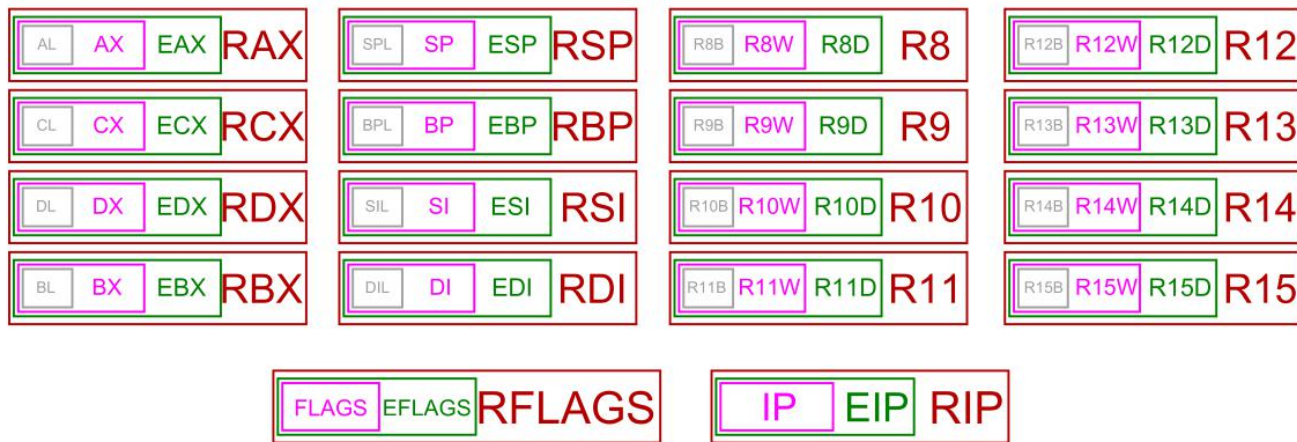 AL AX EAX RAX SPL SP ESP RSP R8B R8W R8D R8 R12B R12W R12D R12
CL CX ECX RCX BPL BP EBP RBP R9B R9W R9D R9 R13B R13W R13D R13
DL DX EDX RDX SIL SI ESI RSI R10B R10W R10D R10 R14B R14W R14D R14
BL BX EBX RBX DIL DI EDI RDI R11B R11W R11D R11 R15B R15W R15D R15
FLAGS EFLAGS RFLAGS IP EIP RIP